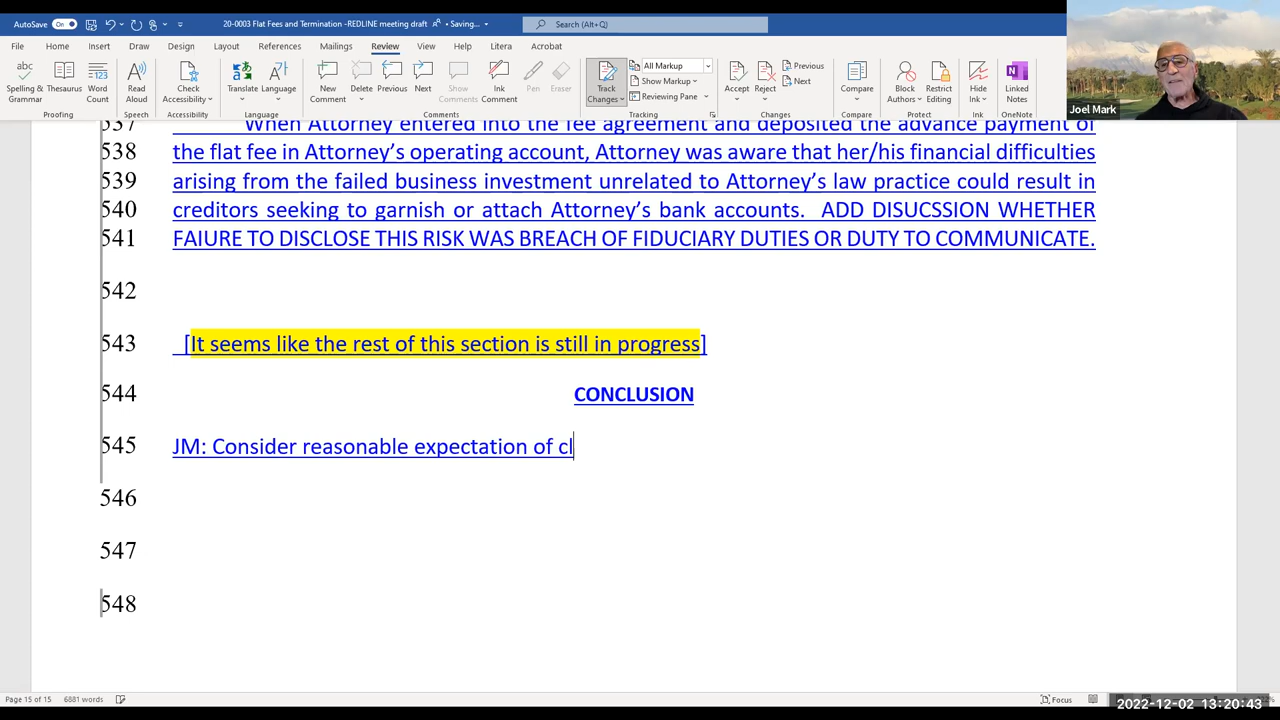 AutoSave On 20-0003 Flat Fees and Termination -REDLINE meeting draft • Saving... Search (Alt+Q)
File Home Insert Draw Design Layout References Mailings Review View Help Litera Acrobat
Spelling & Grammar Thesaurus Word Count Read Aloud Check Accessibility Translate Language New Comment Delete Previous Next Show Comments Ink Comment Pen Eraser Track Changes All Markup Show Markup Reviewing Pane Accept Reject Previous Next Compare Block Authors Restrict Editing Hide Ink Linked Notes
Proofing Speech Accessibility Language Comments Tracking Changes Compare Protect Ink OneNote
Joel Mark
537 When Attorney entered into the fee agreement and deposited the advance payment of
538 the flat fee in Attorney's operating account, Attorney was aware that her/his financial difficulties
539 arising from the failed business investment unrelated to Attorney's law practice could result in
540 creditors seeking to garnish or attach Attorney's bank accounts. ADD DISUCSSION WHETHER
541 FAIURE TO DISCLOSE THIS RISK WAS BREACH OF FIDUCIARY DUTIES OR DUTY TO COMMUNICATE.
542
543 [It seems like the rest of this section is still in progress]
544 CONCLUSION
545 JM: Consider reasonable expectation of cl
546
547
548
Page 15 of 15 6881 words Focus
2022-12-02 13:20:43